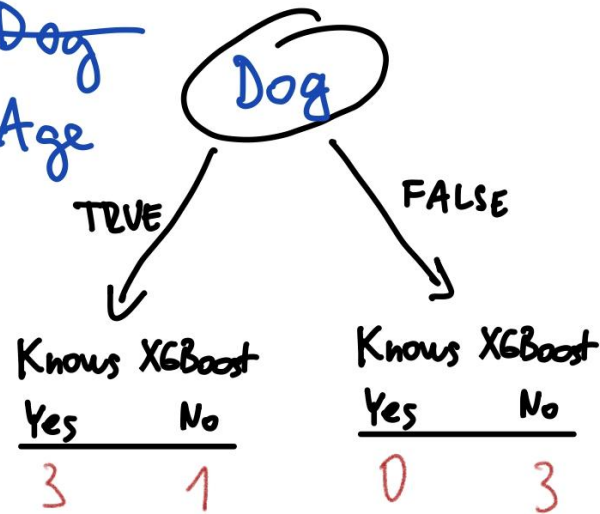 Dog
Dog
Age
TRUE
FALSE
Knows XGBoost
Yes No
3 1
Knows XGBoost
Yes No
0 3